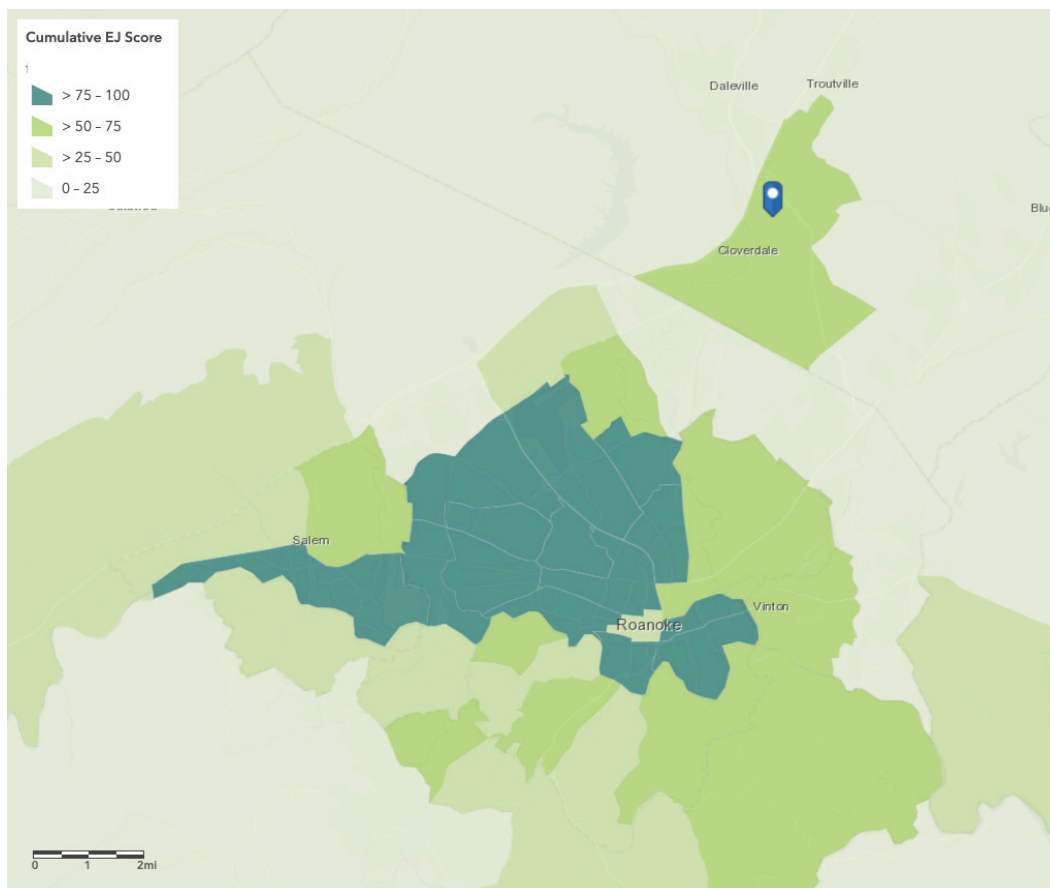 Cumulative EJ Score
> 75 – 100
> 50 – 75
> 25 – 50
0 – 25
Daleville
Troutville
Cloverdale
Salem
Vinton
Roanoke
0 1 2mi